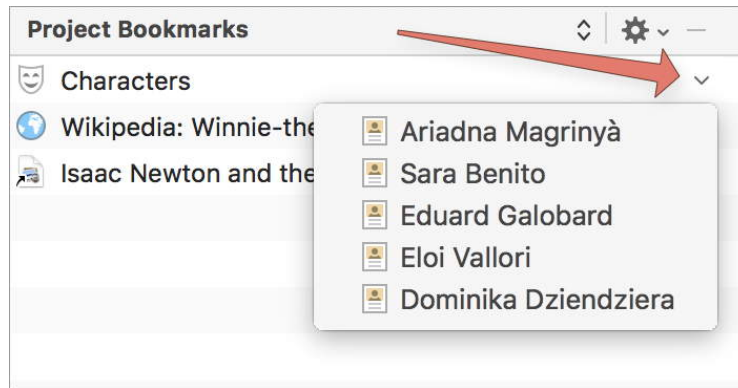 Project Bookmarks
Characters
Wikipedia: Winnie-the
Isaac Newton and the
Ariadna Magrinyà
Sara Benito
Eduard Galobard
Eloi Vallori
Dominika Dziendziera